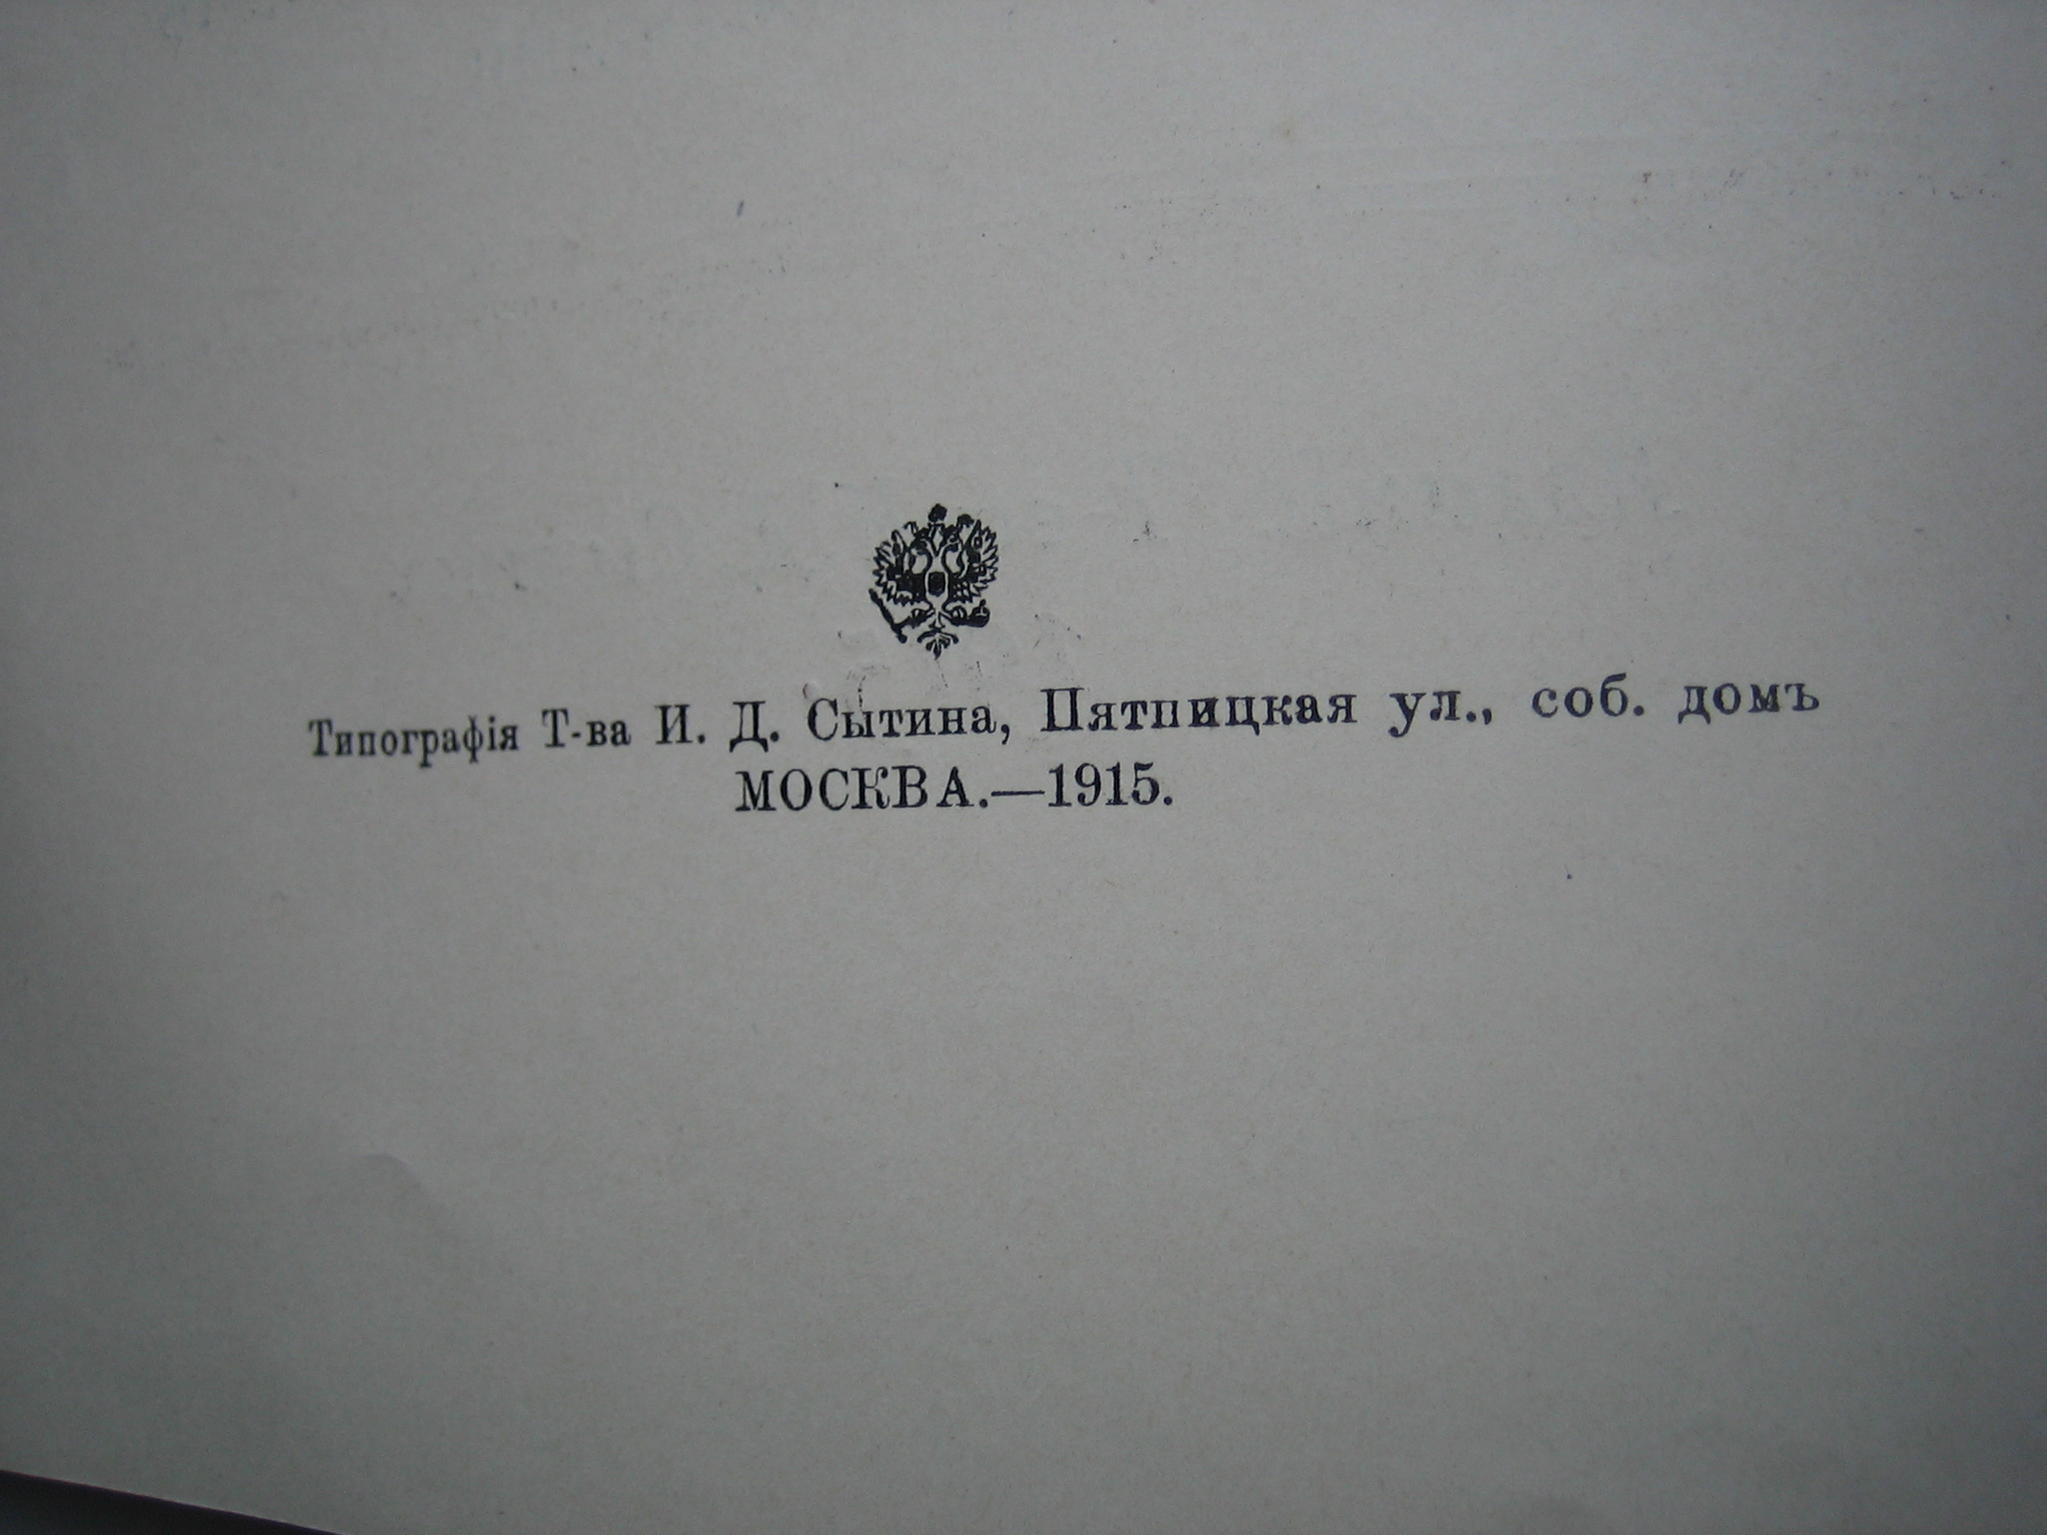 Типографія Т-ва И. Д. Сытина, Пятницкая ул., соб. домъ
МОСКВА.—1915.